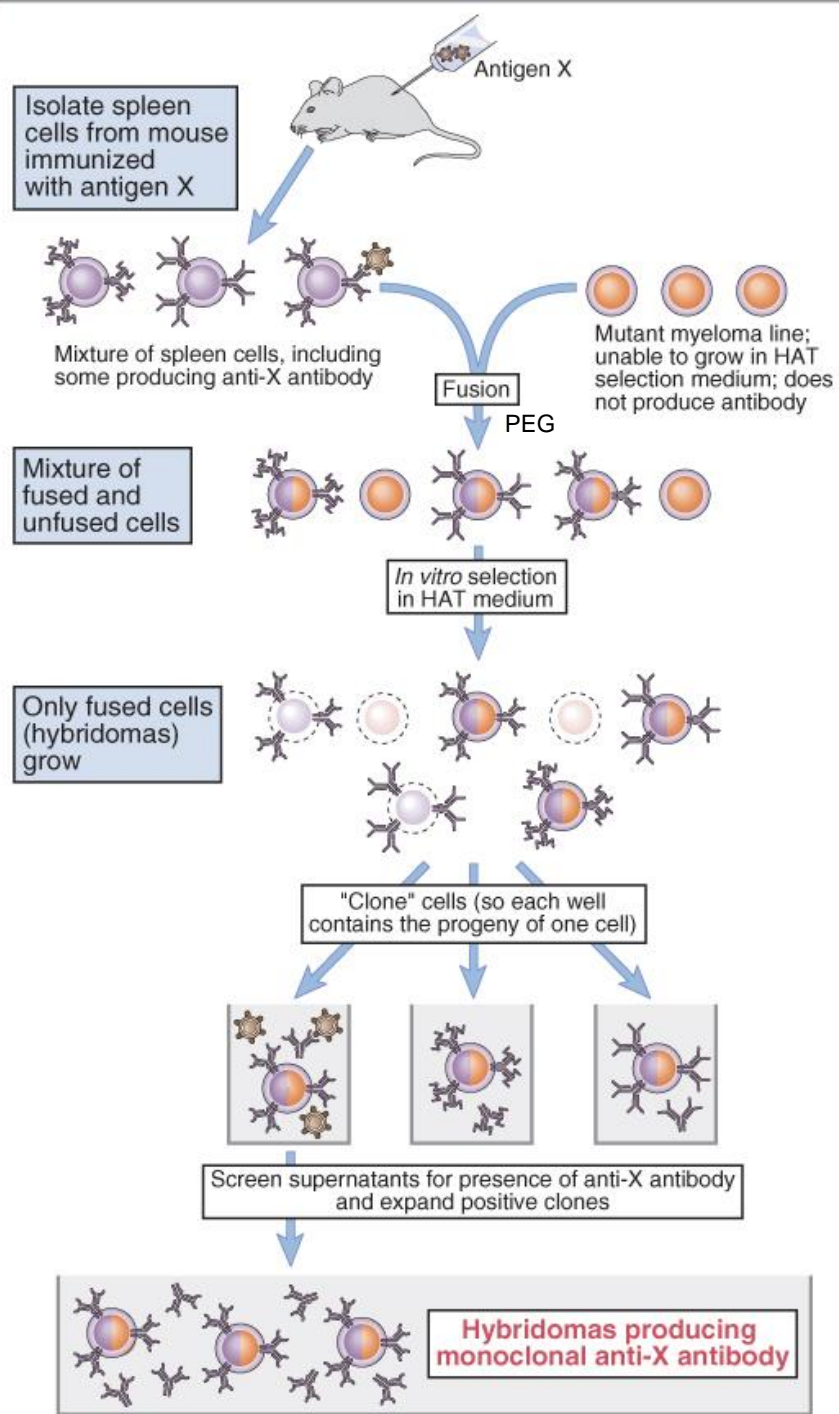 Antigen X
Isolate spleen
cells from mouse
immunized
with antigen X
Mixture of spleen cells, including
some producing anti-X antibody
Mutant myeloma line;
unable to grow in HAT
selection medium; does
not produce antibody
Fusion
PEG
Mixture of
fused and
unfused cells
In vitro selection
in HAT medium
Only fused cells
(hybridomas)
grow
"Clone" cells (so each well
contains the progeny of one cell)
Screen supernatants for presence of anti-X antibody
and expand positive clones
Hybridomas producing
monoclonal anti-X antibody